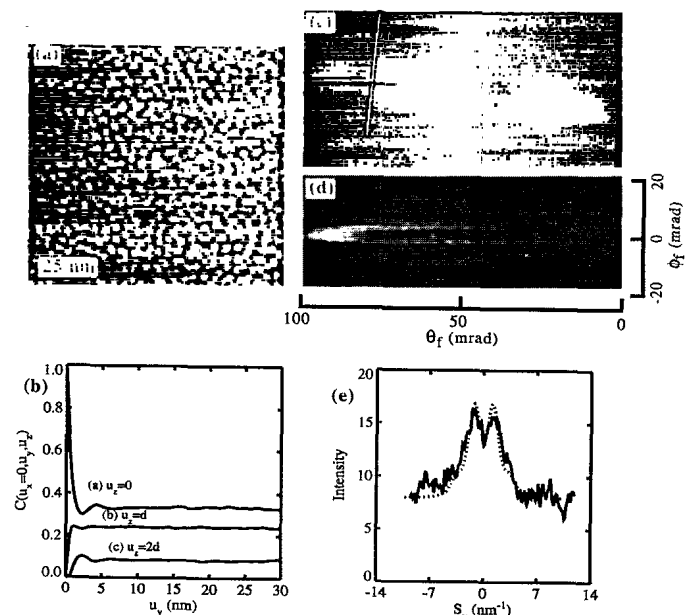 (a)
25 nm
(c)
(d)
20
0
-20
ϕf (mrad)
100
50
0
θf (mrad)
(b)
C(ux=0,uy,uz)
1.0
0.8
0.6
0.4
0.2
0.0
(a) uz=0
(b) uz=d
(c) uz=2d
0
5
10
15
20
25
30
uy (nm)
(e)
Intensity
20
15
10
5
0
-14
-7
0
7
14
(nm⁻¹)